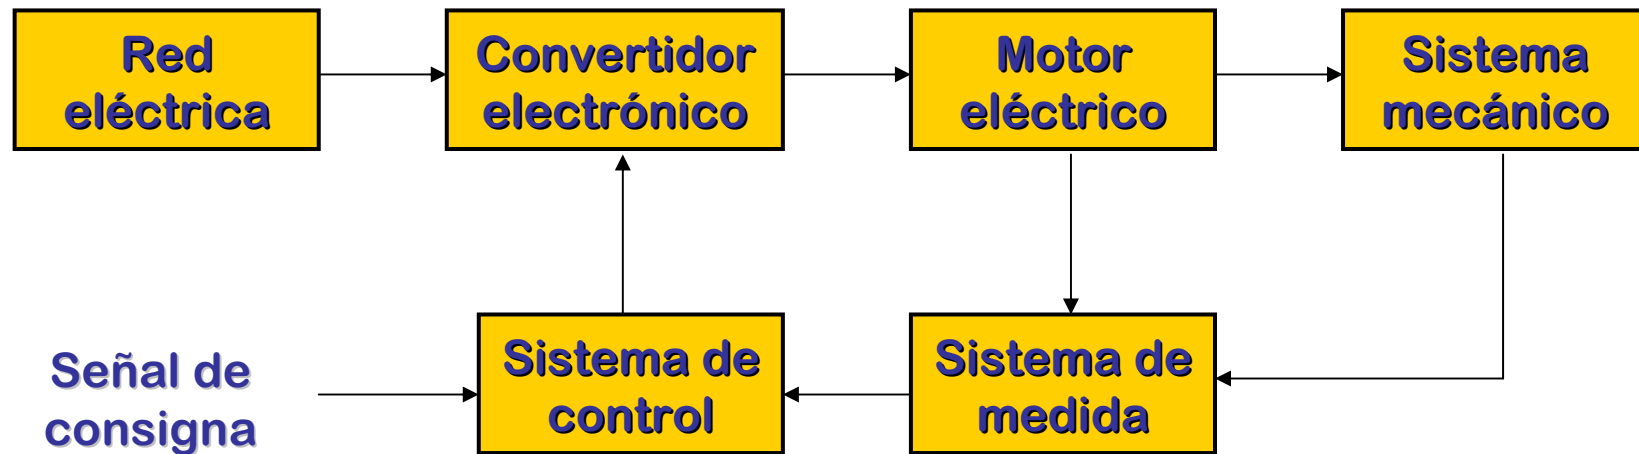 Red
eléctrica
Convertidor
electrónico
Motor
eléctrico
Sistema
mecánico
Señal de
consigna
Sistema de
control
Sistema de
medida